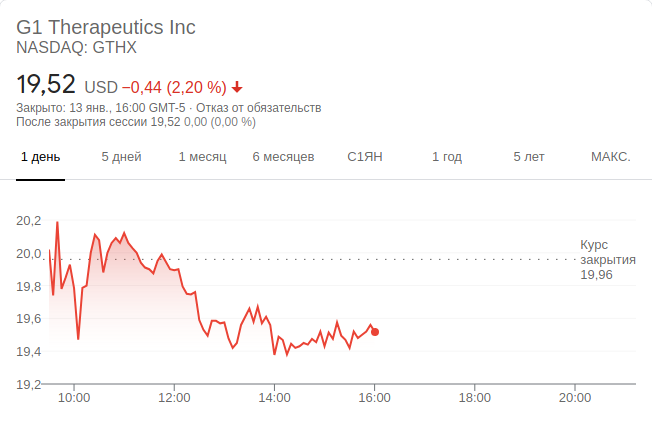 G1 Therapeutics Inc
NASDAQ: GTHX
19,52 USD −0,44 (2,20 %)
Закрыто: 13 янв., 16:00 GMT-5 · Отказ от обязательств
После закрытия сессии 19,52 0,00 (0,00 %)
1 день 5 дней 1 месяц 6 месяцев С1ЯН 1 год 5 лет МАКС.
20,2
20,0
19,8
19,6
19,4
19,2
Курс
закрытия
19,96
10:00 12:00 14:00 16:00 18:00 20:00